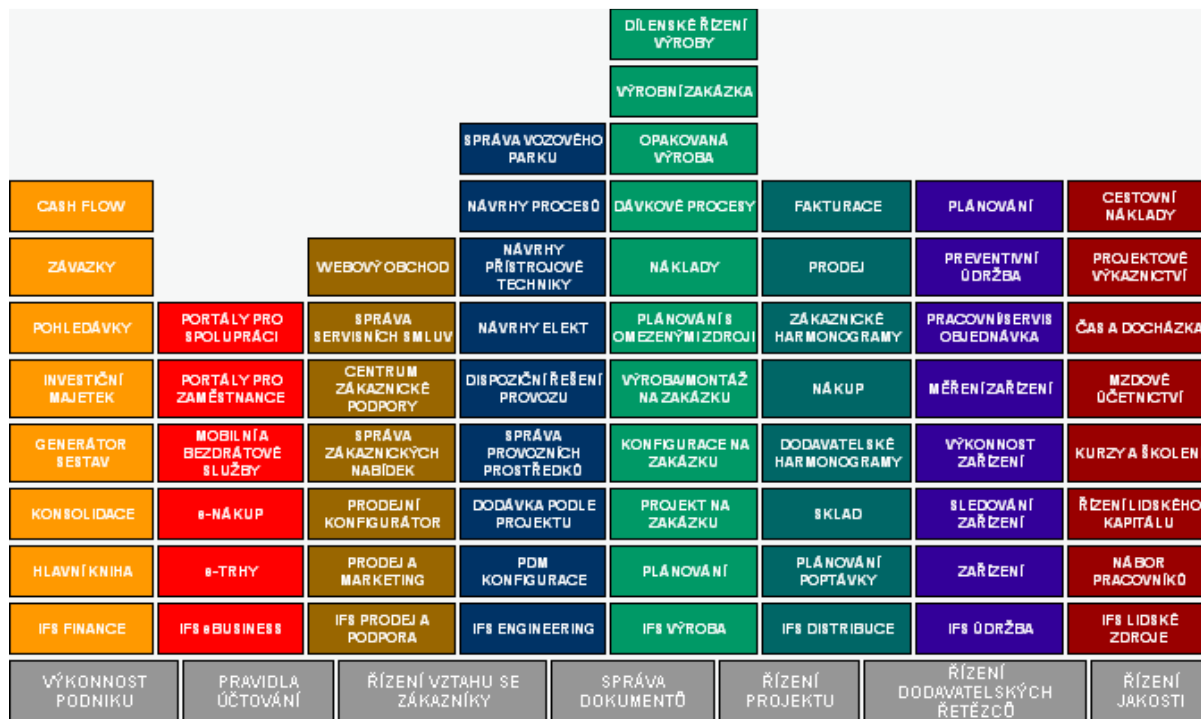 DÍLENSKÉ ŘÍZENÍ
VÝROBY
VÝROBNÍ ZAKÁZKA
SPRÁVA VOZOVÉHO
PARKU
OPAKOVANÁ
VÝROBA
CASH FLOW
NÁVRHY PROCESŮ
DÁVKOVÉ PROCESY
FAKTURACE
PLÁNOVÁNÍ
CESTOVNÍ
NÁKLADY
ZÁVAZKY
WEBOVÝ OBCHOD
NÁVRHY
PŘÍSTROJOVÉ
TECHNIKY
NÁKLADY
PRODEJ
PREVENTIVNÍ
ÚDRŽBA
PROJEKTOVÉ
VÝKAZNICTVÍ
POHLEDÁVKY
PORTÁLY PRO
SPOLUPRÁCI
SPRÁVA
SERVISNÍCH SMLUV
NÁVRHY ELEKT
PLÁNOVÁNÍ S
OMEZENÝMI ZDROJI
ZÁKAZNICKÉ
HARMONOGRAMY
PRACOVNÍ/SERVIS
OBJEDNÁVKA
ČAS A DOCHÁZKA
INVESTIČNÍ
MAJETEK
PORTÁLY PRO
ZAMĚSTNANCE
CENTRUM
ZÁKAZNICKÉ
PODPORY
DISPOZIČNÍ ŘEŠENÍ
PROVOZU
VÝROBA/MONTÁŽ
NA ZAKÁZKU
NÁKUP
MĚŘENÍ ZAŘÍZENÍ
MZDOVÉ
ÚČETNICTVÍ
GENERÁTOR
SESTAV
MOBILNÍ A
BEZDRÁTOVÉ
SLUŽBY
SPRÁVA
ZÁKAZNICKÝCH
NABÍDEK
SPRÁVA
PROVOZNÍCH
PROSTŘEDKŮ
KONFIGURACE NA
ZAKÁZKU
DODAVATELSKÉ
HARMONOGRAMY
VÝKONNOST
ZAŘÍZENÍ
KURZY A ŠKOLEN
KONSOLIDACE
e-NÁKUP
PRODEJNÍ
KONFIGURÁTOR
DODÁVKA PODLE
PROJEKTU
PROJEKT NA
ZAKÁZKU
SKLAD
SLEDOVÁNÍ
ZAŘÍZENÍ
ŘÍZENÍ LIDSKÉHO
KAPITÁLU
HLAVNÍ KNIHA
e-TRHY
PRODEJ A
MARKETING
PDM
KONFIGURACE
PLÁNOVÁNÍ
PLÁNOVÁNÍ
POPTÁVKY
ZAŘÍZENÍ
NÁBOR
PRACOVNÍKŮ
IFS FINANCE
IFS eBUSINESS
IFS PRODEJ A
PODPORA
IFS ENGINEERING
IFS VÝROBA
IFS DISTRIBUCE
IFS ÚDRŽBA
IFS LIDSKÉ
ZDROJE
VÝKONNOST
PODNIKU
PRAVIDLA
ÚČTOVÁNÍ
ŘÍZENÍ VZTAHU SE
ZÁKAZNÍKY
SPRÁVA
DOKUMENTŮ
ŘÍZENÍ
PROJEKTU
ŘÍZENÍ
DODAVATELSKÝCH
ŘETĚZCŮ
ŘÍZENÍ
JAKOSTI